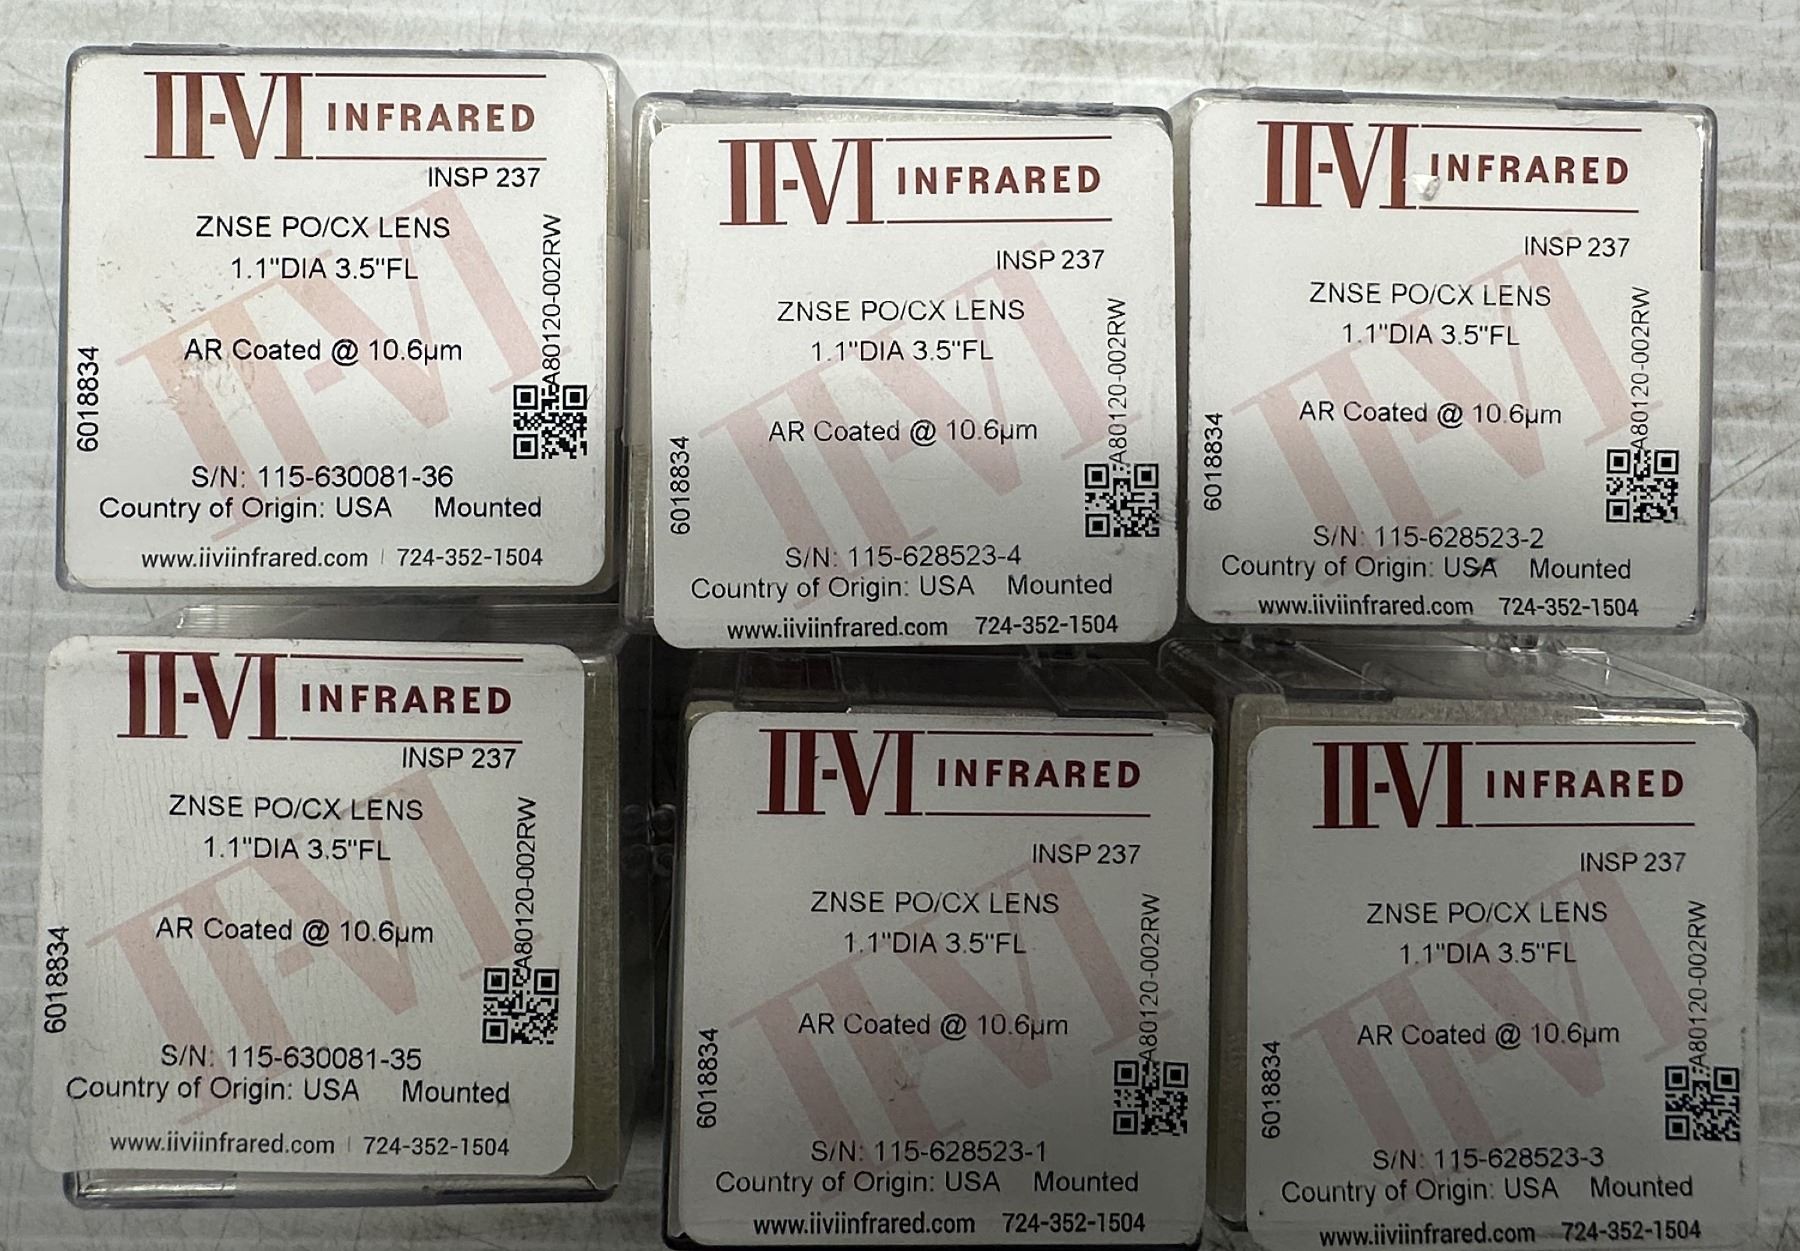 II-VI INFRARED
INSP 237
ZNSE PO/CX LENS
1.1"DIA 3.5"FL
AR Coated @ 10.6µm
A80120-002RW
6018834
S/N: 115-630081-36
Country of Origin: USA Mounted
www.iiviinfrared.com | 724-352-1504
II-VI INFRARED
INSP 237
ZNSE PO/CX LENS
1.1"DIA 3.5"FL
AR Coated @ 10.6µm
A80120-002RW
6018834
S/N: 115-628523-4
Country of Origin: USA Mounted
www.iiviinfrared.com 724-352-1504
II-VI INFRARED
INSP 237
ZNSE PO/CX LENS
1.1"DIA 3.5"FL
AR Coated @ 10.6µm
A80120-002RW
6018834
S/N: 115-628523-2
Country of Origin: USA Mounted
www.iiviinfrared.com 724-352-1504
II-VI INFRARED
INSP 237
ZNSE PO/CX LENS
1.1"DIA 3.5"FL
AR Coated @ 10.6µm
A80120-002RW
6018834
S/N: 115-630081-35
Country of Origin: USA Mounted
www.iiviinfrared.com | 724-352-1504
II-VI INFRARED
INSP 237
ZNSE PO/CX LENS
1.1"DIA 3.5"FL
AR Coated @ 10.6µm
A80120-002RW
6018834
S/N: 115-628523-1
Country of Origin: USA Mounted
www.iiviinfrared.com 724-352-1504
II-VI INFRARED
INSP 237
ZNSE PO/CX LENS
1.1"DIA 3.5"FL
AR Coated @ 10.6µm
A80120-002RW
6018834
S/N: 115-628523-3
Country of Origin: USA Mounted
www.iiviinfrared.com 724-352-1504